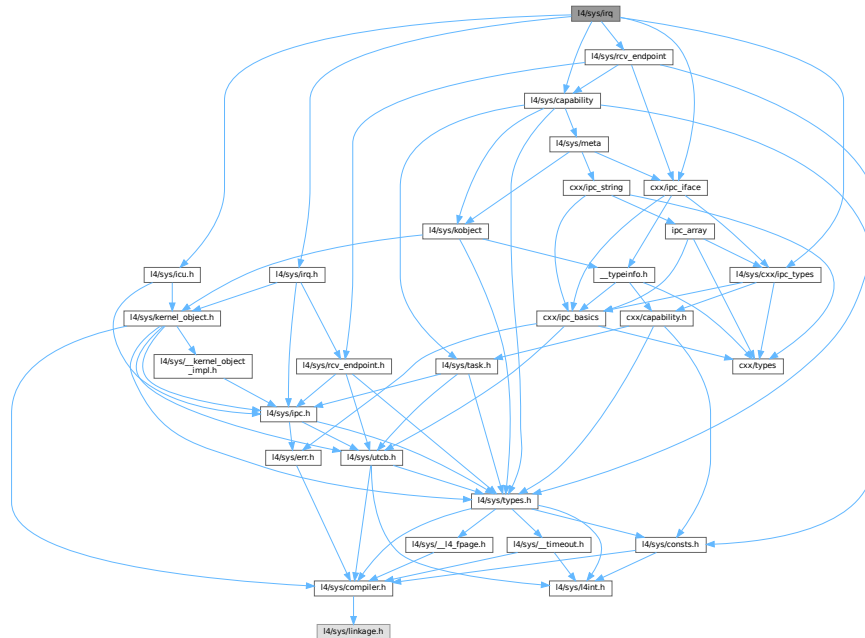 l4/sys/irq
l4/sys/rcv_endpoint
l4/sys/capability
l4/sys/meta
cxx/ipc_string
cxx/ipc_iface
l4/sys/kobject
ipc_array
l4/sys/icu.h
l4/sys/irq.h
__typeinfo.h
l4/sys/cxx/ipc_types
l4/sys/kernel_object.h
cxx/ipc_basics
cxx/capability.h
l4/sys/__kernel_object
_impl.h
l4/sys/rcv_endpoint.h
l4/sys/task.h
cxx/types
l4/sys/ipc.h
l4/sys/err.h
l4/sys/utcb.h
l4/sys/types.h
l4/sys/__l4_fpage.h
l4/sys/__timeout.h
l4/sys/consts.h
l4/sys/compiler.h
l4/sys/l4int.h
l4/sys/linkage.h